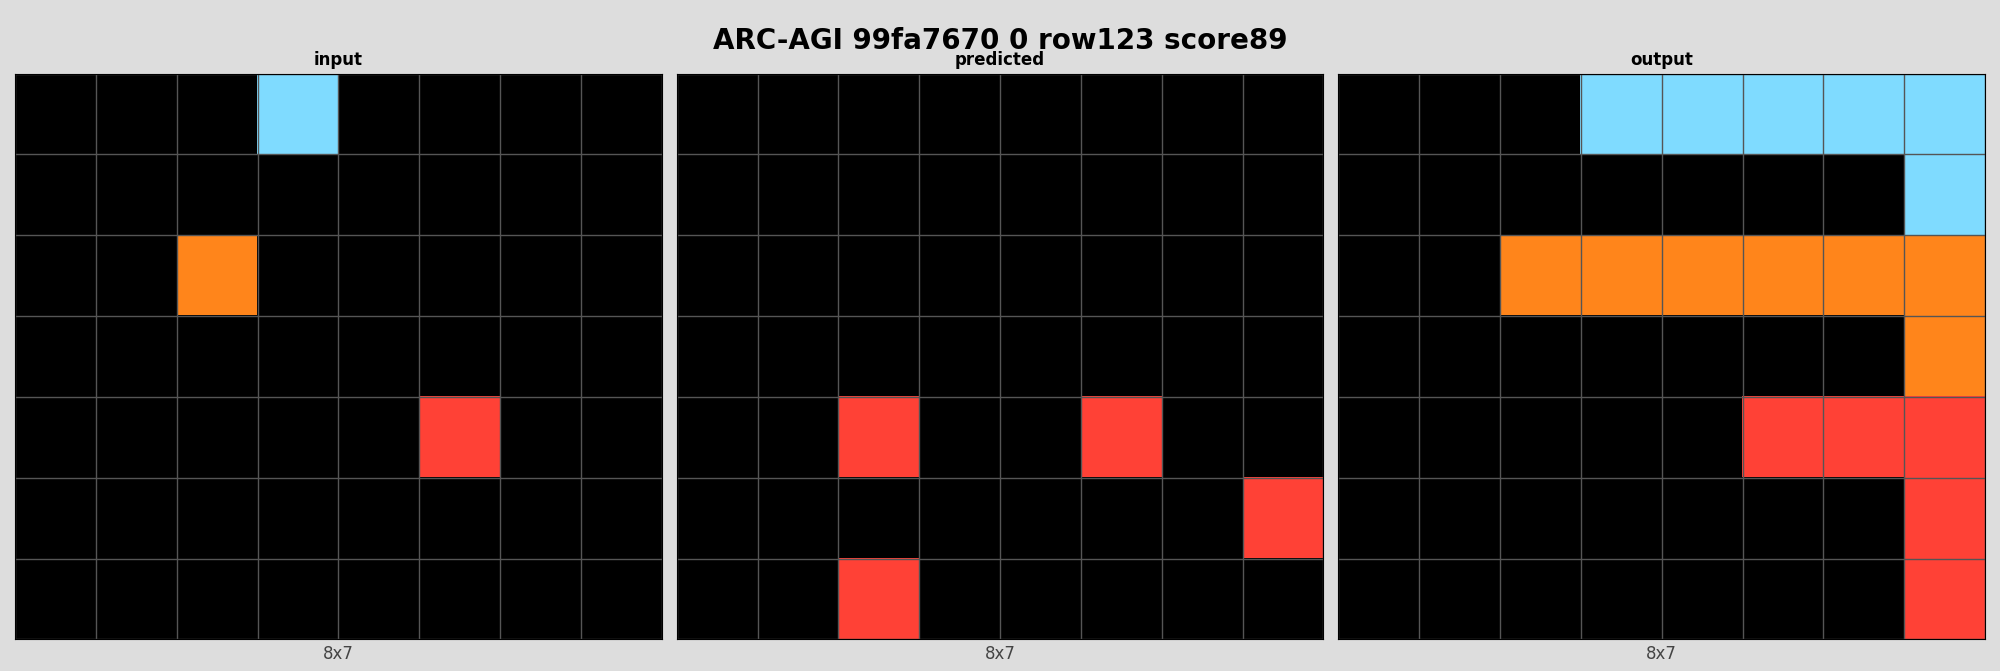 ARC-AGI 99fa7670 0 row123 score89
input
predicted
output
8x7
8x7
8x7